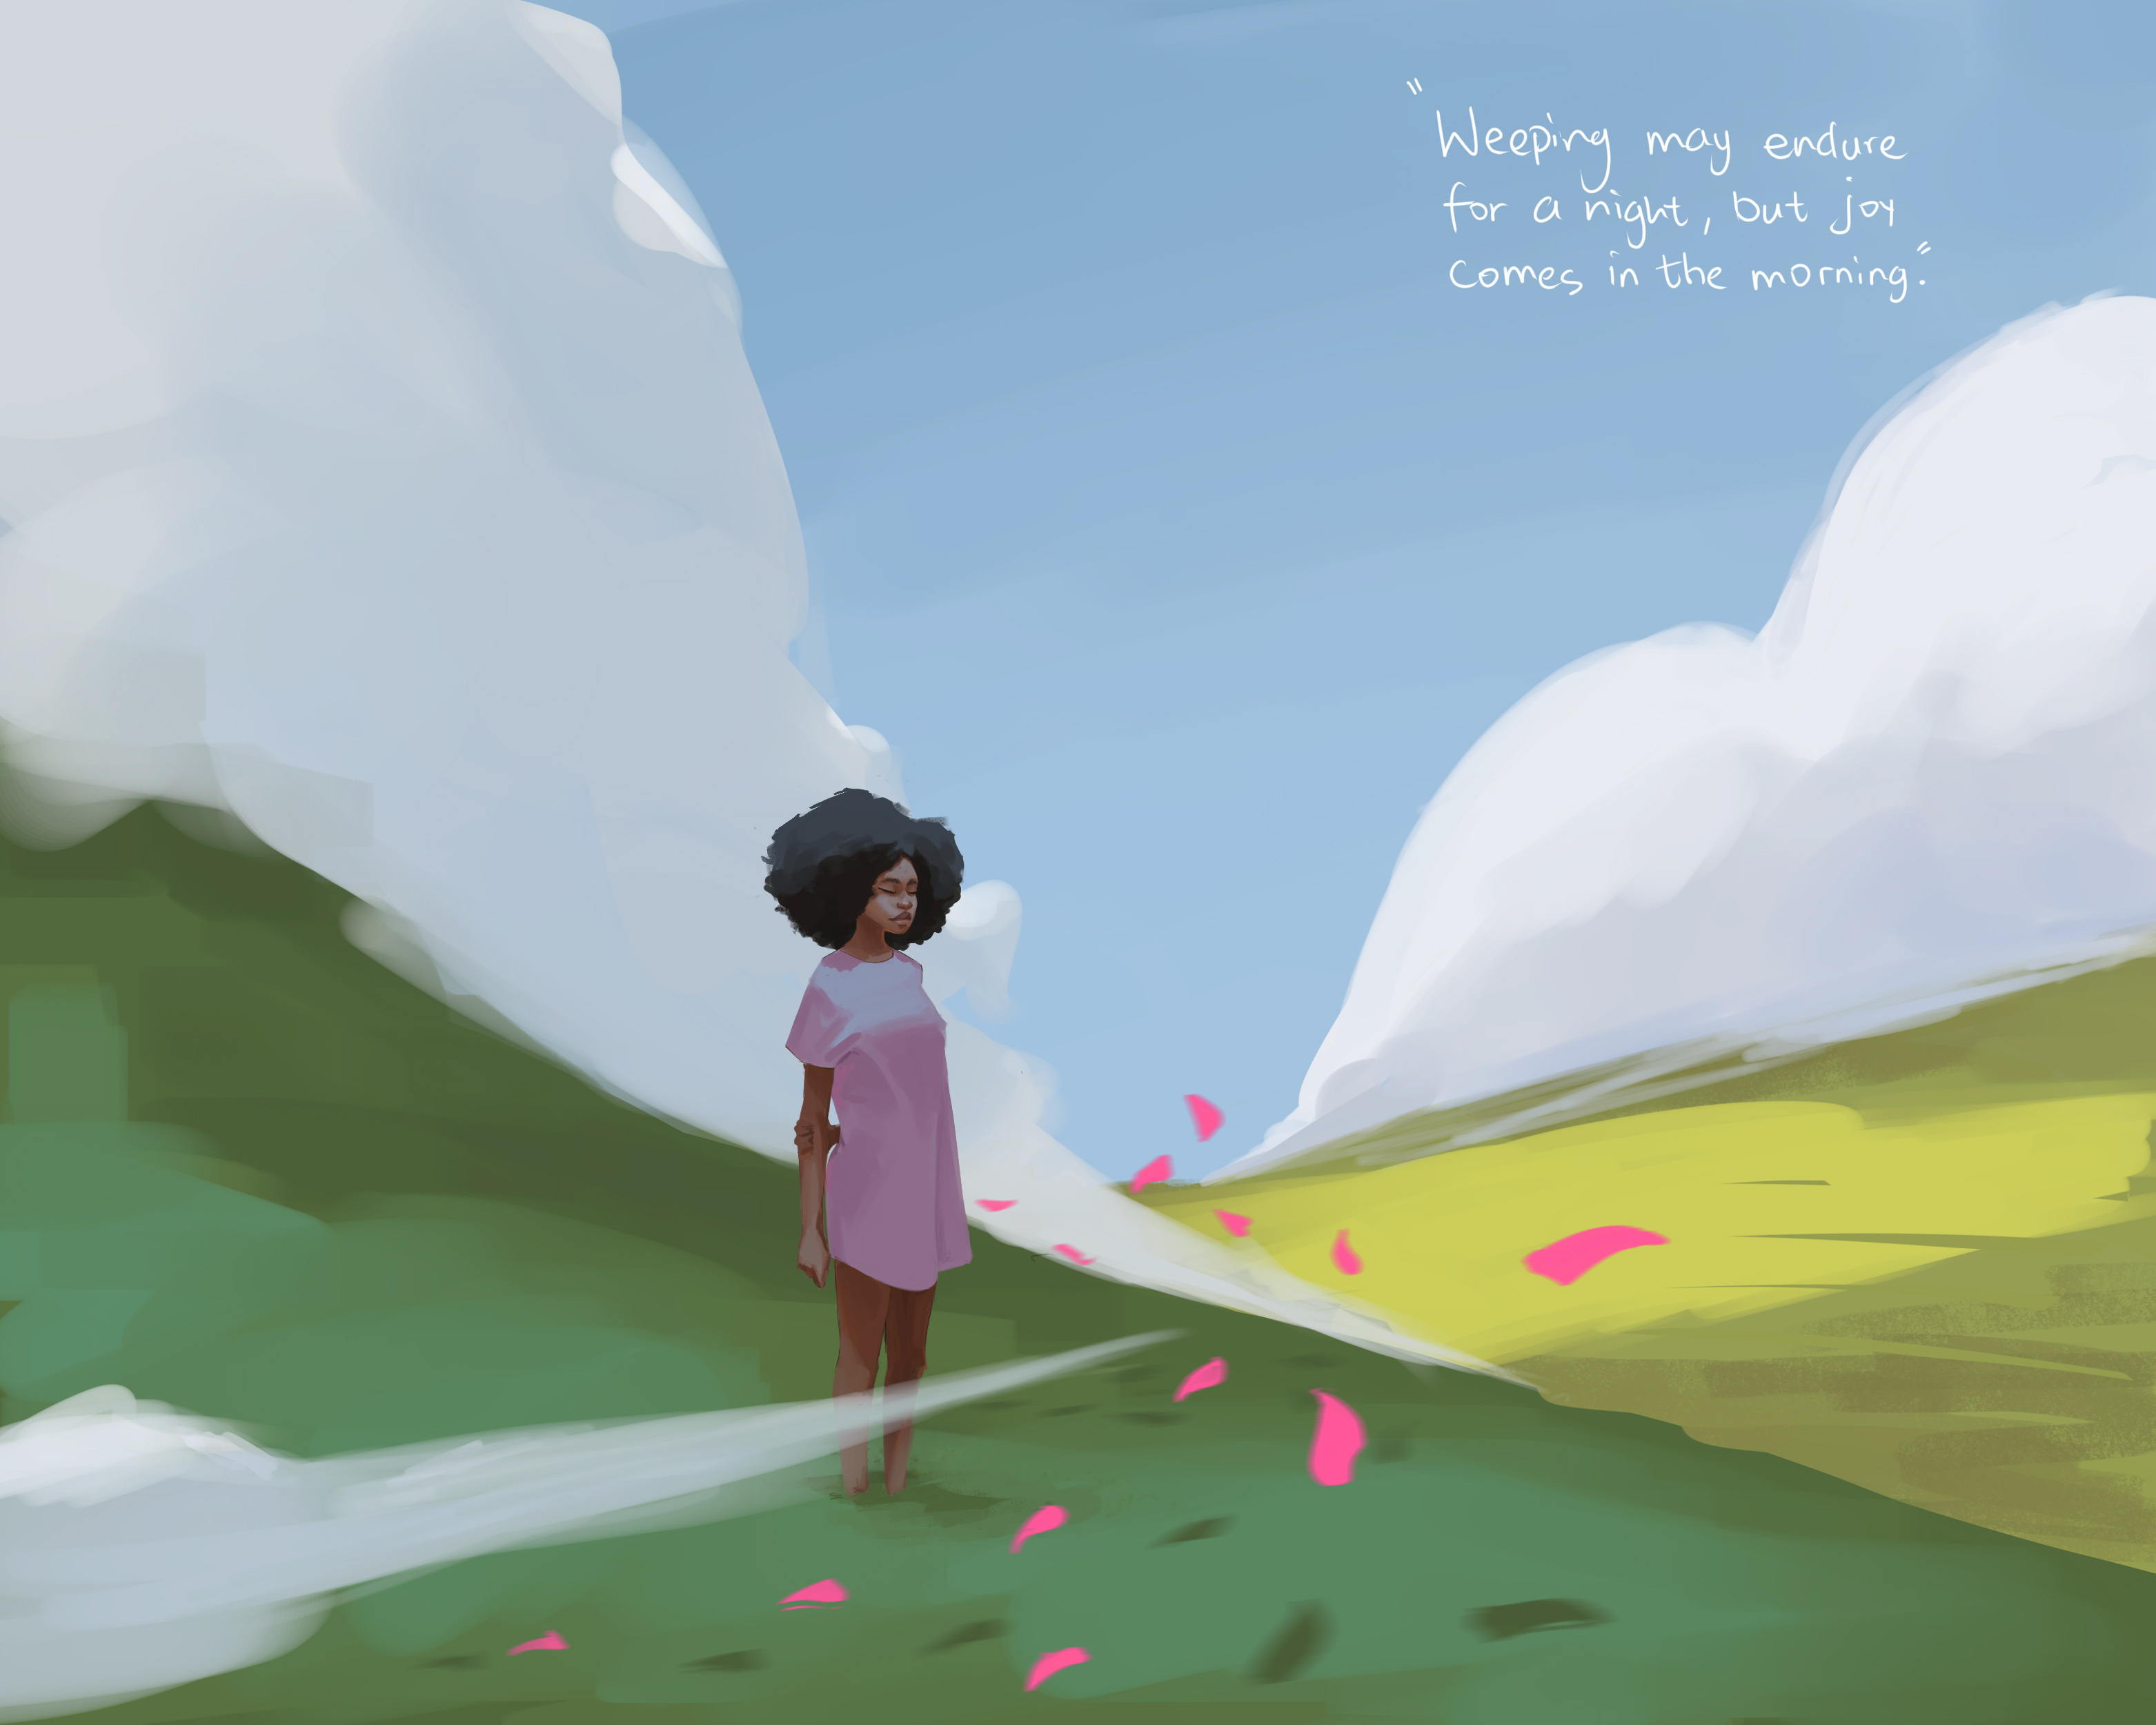 "Weeping may endure
for a night, but joy
comes in the morning."